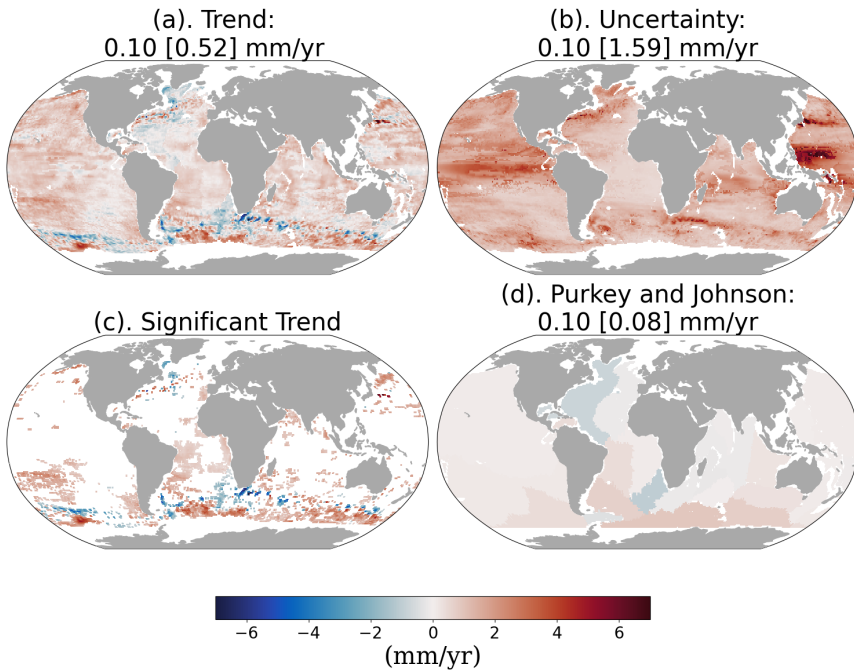 (a). Trend:
0.10 [0.52] mm/yr
(b). Uncertainty:
0.10 [1.59] mm/yr
(c). Significant Trend
(d). Purkey and Johnson:
0.10 [0.08] mm/yr
−6 −4 −2 0 2 4 6
(mm/yr)